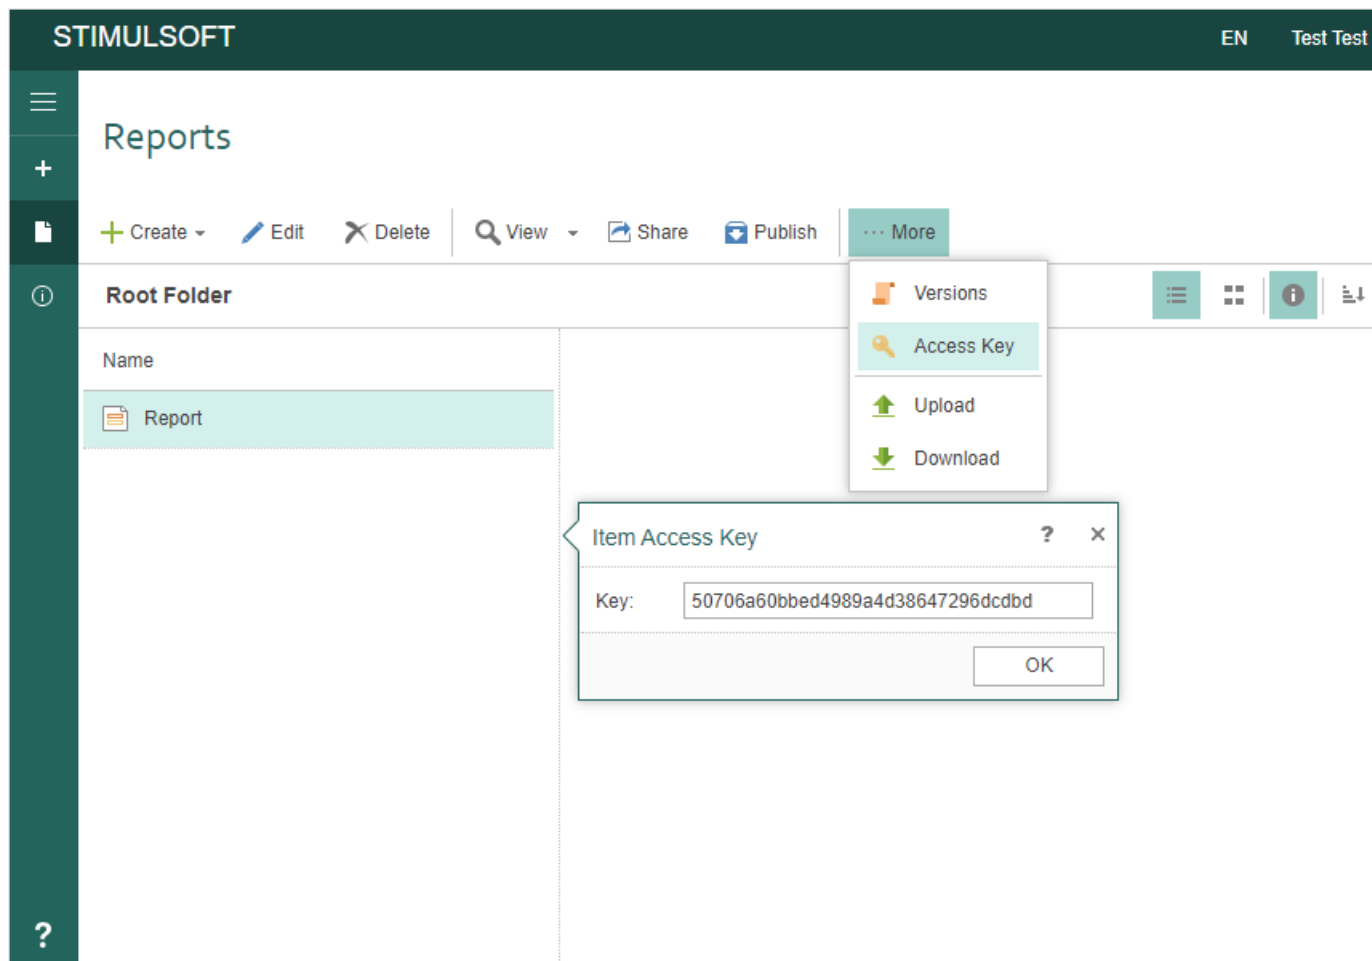 STIMULSOFT EN Test Test
Reports
Create Edit Delete View Share Publish ··· More
Root Folder
Versions
Access Key
Upload
Download
Name
Report
Item Access Key ? ×
Key: 50706a60bbed4989a4d38647296dcdbd
OK
?